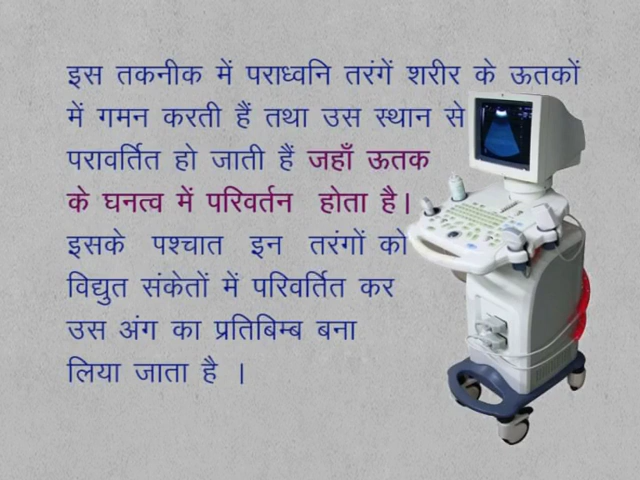 इस तकनीक में पराध्वनि तरंगें शरीर के ऊतकों
में गमन करती हैं तथा उस स्थान से
परावर्तित हो जाती हैं जहाँ ऊतक
के घनत्व में परिवर्तन होता है।
इसके पश्चात इन तरंगों को
विद्युत संकेतों में परिवर्तित कर
उस अंग का प्रतिबिम्ब बना
लिया जाता है ।